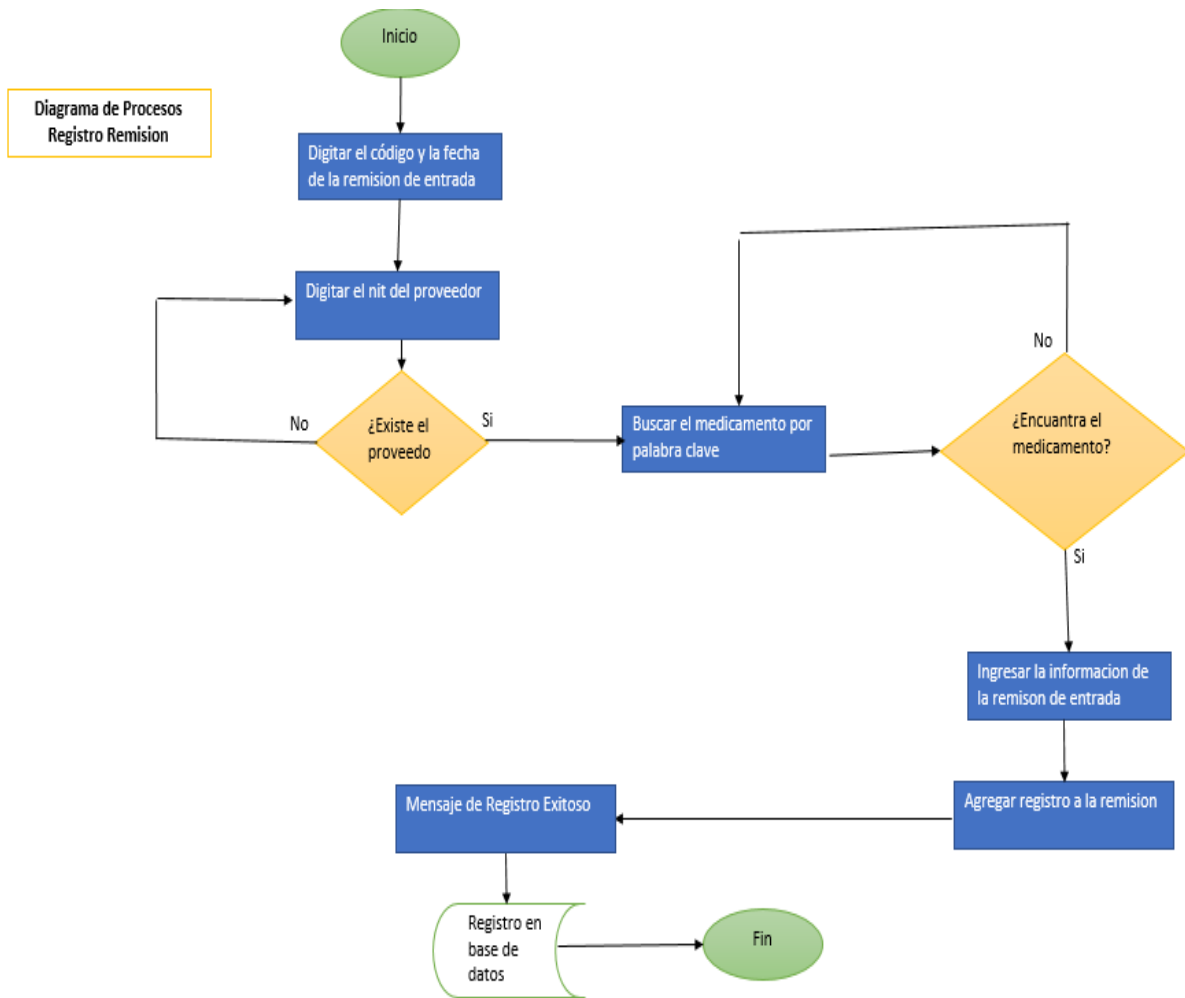 Inicio
Diagrama de Procesos
Registro Remision
Digitar el código y la fecha
de la remision de entrada
Digitar el nit del proveedor
No
¿Existe el
proveedo
Si
Buscar el medicamento por
palabra clave
No
¿Encuentra el
medicamento?
Si
Ingresar la informacion de
la remison de entrada
Agregar registro a la remision
Mensaje de Registro Exitoso
Registro en
base de
datos
Fin